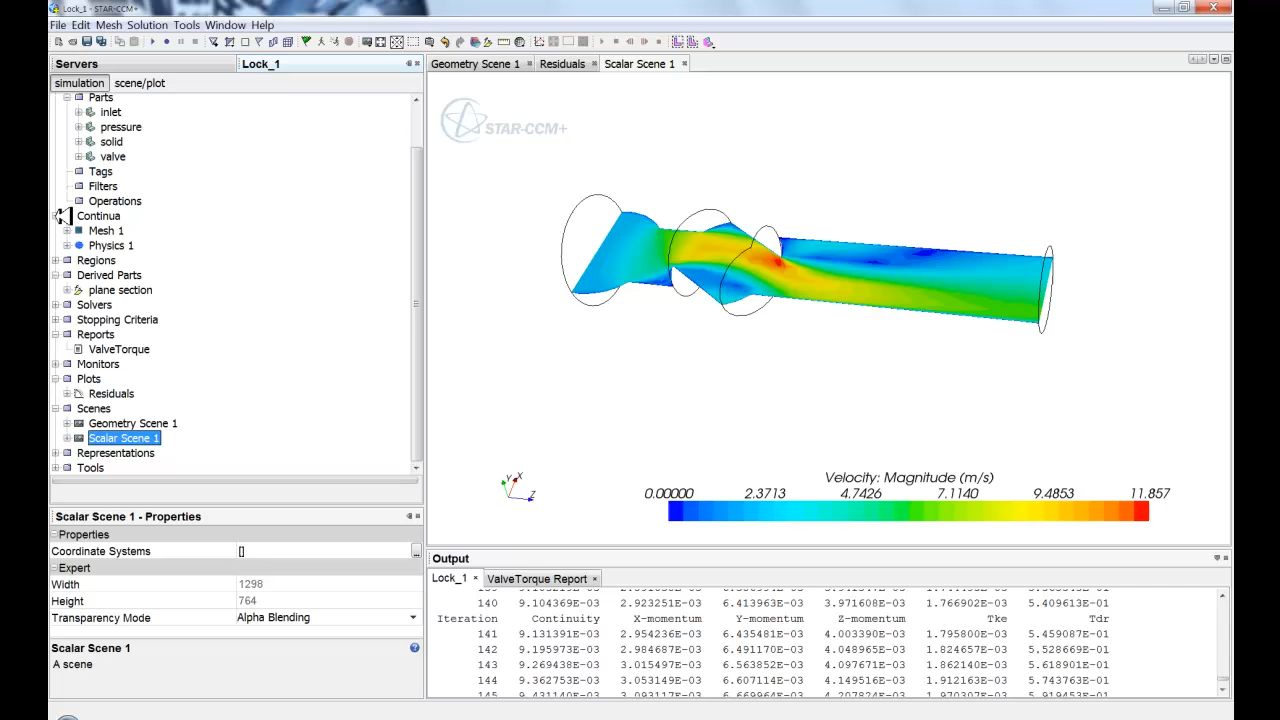 Lock_1 - STAR-CCM+
File Edit Mesh Solution Tools Window Help
Servers
Lock_1
Geometry Scene 1
Residuals
Scalar Scene 1
simulation
scene/plot
Parts
inlet
pressure
solid
valve
Tags
Filters
Operations
Continua
Mesh 1
Physics 1
Regions
Derived Parts
plane section
Solvers
Stopping Criteria
Reports
ValveTorque
Monitors
Plots
Residuals
Scenes
Geometry Scene 1
Scalar Scene 1
Representations
Tools
STAR-CCM+
Y X
Z
Velocity: Magnitude (m/s)
0.00000 2.3713 4.7426 7.1140 9.4853 11.857
Scalar Scene 1 - Properties
Properties
Coordinate Systems []
Expert
Width 1298
Height 764
Transparency Mode Alpha Blending
Scalar Scene 1
A scene
Output
Lock_1
ValveTorque Report
140 9.104369E-03 2.923251E-03 6.413963E-03 3.971608E-03 1.766902E-03 5.409613E-01
Iteration Continuity X-momentum Y-momentum Z-momentum Tke Tdr
141 9.131391E-03 2.954236E-03 6.435481E-03 4.003390E-03 1.795800E-03 5.459087E-01
142 9.195973E-03 2.984687E-03 6.491170E-03 4.048965E-03 1.824657E-03 5.528669E-01
143 9.269438E-03 3.015497E-03 6.563852E-03 4.097671E-03 1.862140E-03 5.618901E-01
144 9.362753E-03 3.053149E-03 6.607114E-03 4.149516E-03 1.912163E-03 5.743763E-01